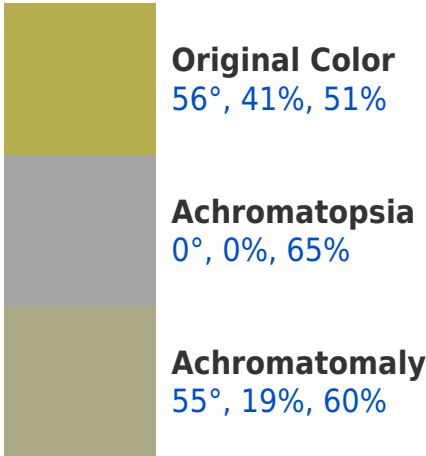 Original Color
56°, 41%, 51%
Achromatopsia
0°, 0%, 65%
Achromatomaly
55°, 19%, 60%